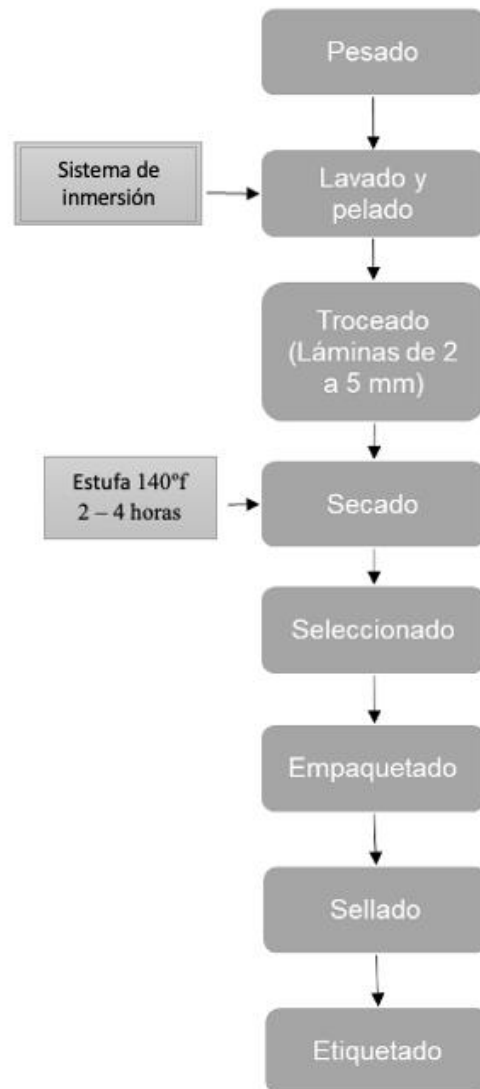 Pesado
Sistema de
inmersión
Lavado y
pelado
Troceado
(Láminas de 2
a 5 mm)
Estufa 140ºf
2 – 4 horas
Secado
Seleccionado
Empaquetado
Sellado
Etiquetado